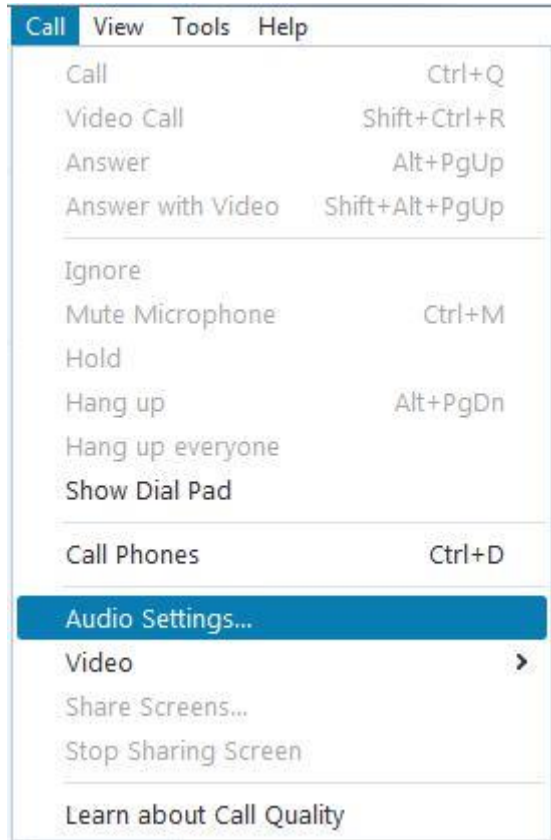 Call View Tools Help
Call Ctrl+Q
Video Call Shift+Ctrl+R
Answer Alt+PgUp
Answer with Video Shift+Alt+PgUp
Ignore
Mute Microphone Ctrl+M
Hold
Hang up Alt+PgDn
Hang up everyone
Show Dial Pad
Call Phones Ctrl+D
Audio Settings...
Video
Share Screens...
Stop Sharing Screen
Learn about Call Quality